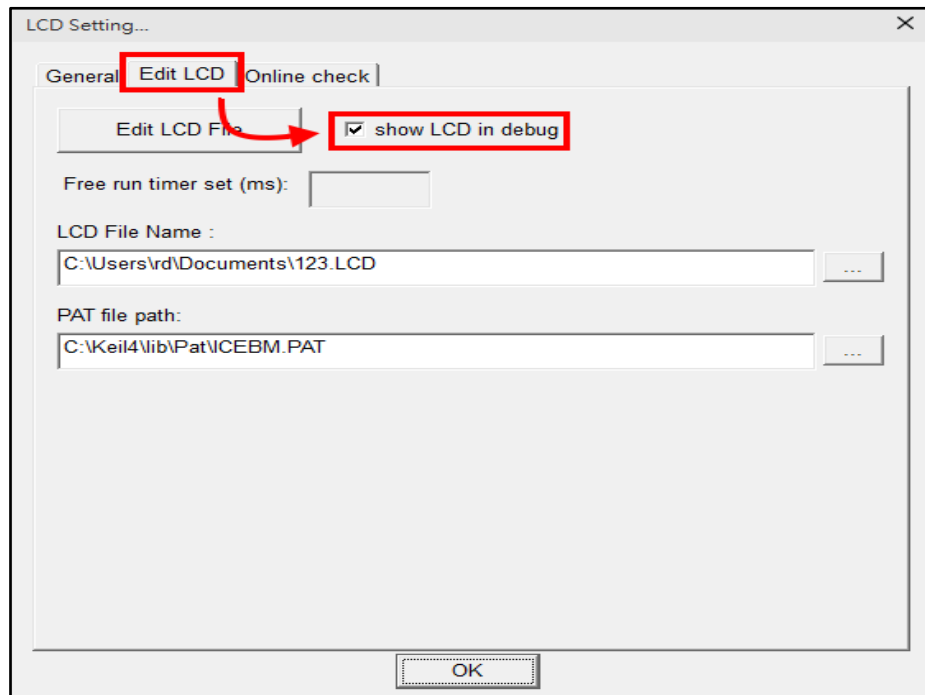 LCD Setting...
General Edit LCD Online check
Edit LCD File show LCD in debug
Free run timer set (ms):
LCD File Name :
C:\Users\rd\Documents\123.LCD
...
PAT file path:
C:\Keil4\lib\Pat\ICEBM.PAT
...
OK